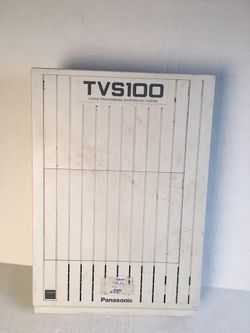 TVS100
VOICE PROCESSING SYSTEM KX-TVS100
Panasonic